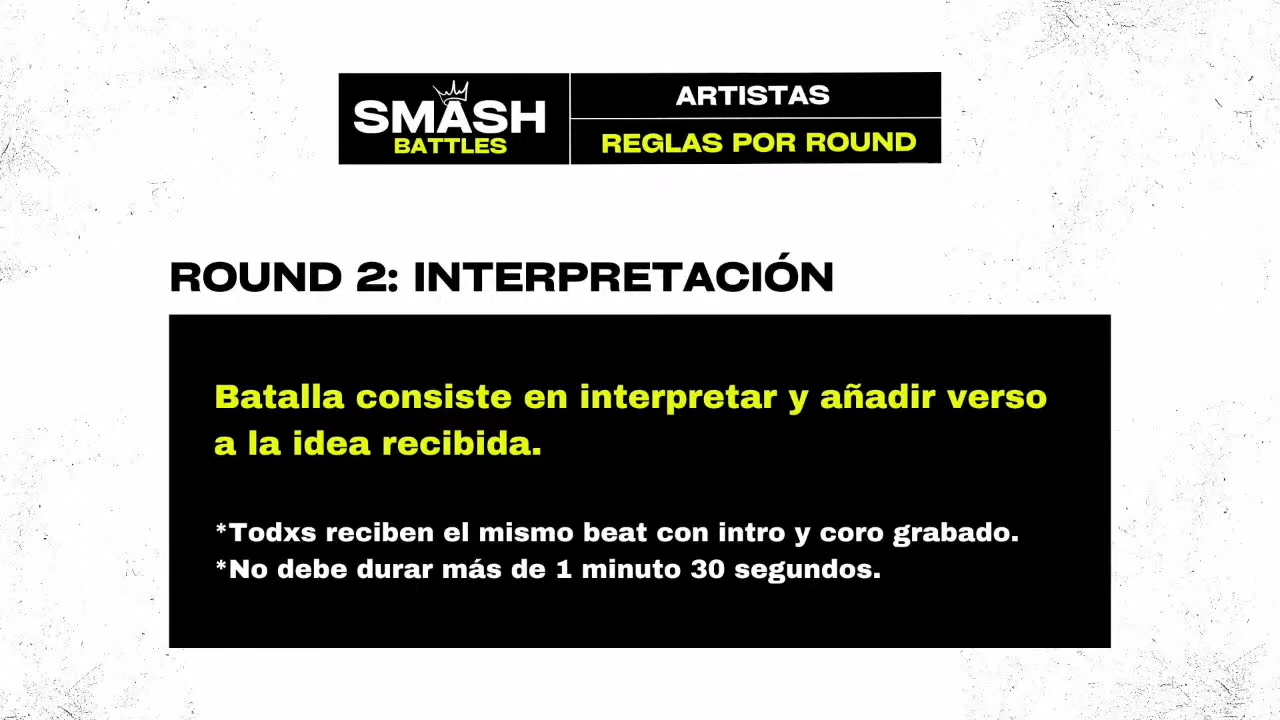 SMASH
BATTLES
ARTISTAS
REGLAS POR ROUND
ROUND 2: INTERPRETACIÓN
Batalla consiste en interpretar y añadir verso
a la idea recibida.
*Todxs reciben el mismo beat con intro y coro grabado.
*No debe durar más de 1 minuto 30 segundos.